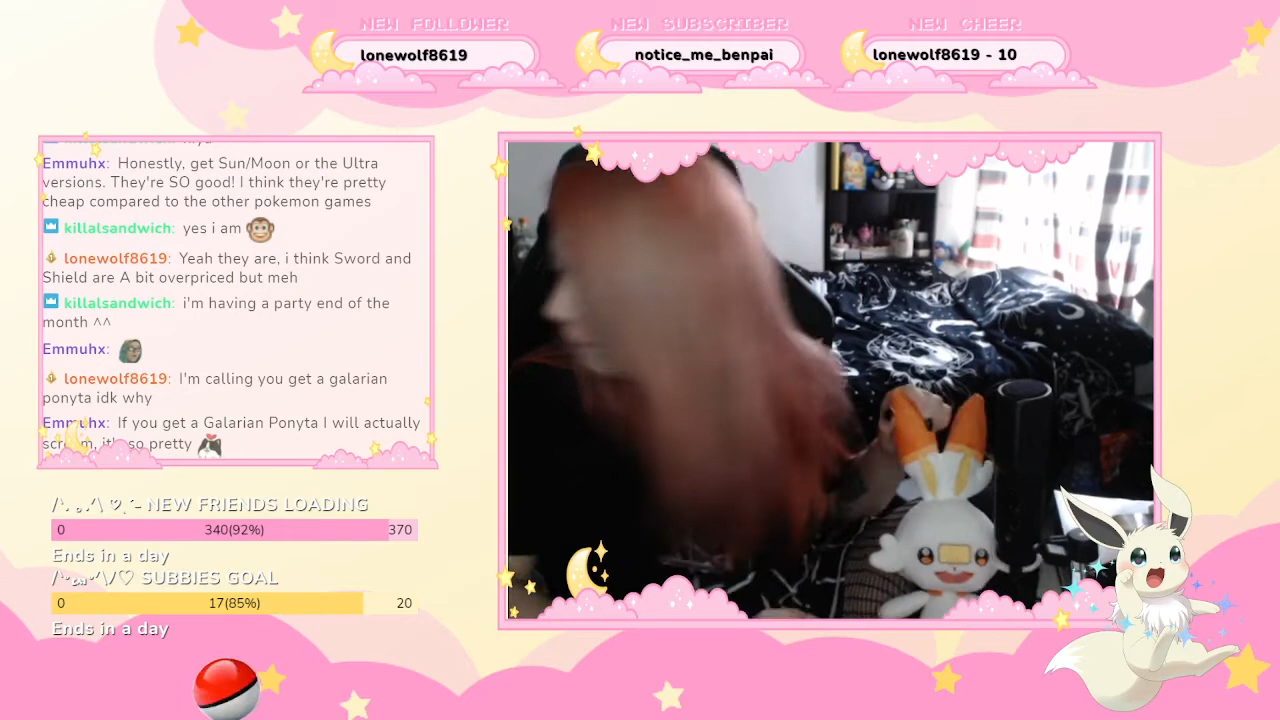 NEW FOLLOWER NEW SUBSCRIBER NEW CHEER
lonewolf8619 notice_me_benpai lonewolf8619 - 10
Emmuhx: Honestly, get Sun/Moon or the Ultra
versions. They're SO good! I think they're pretty
cheap compared to the other pokemon games
killalsandwich: yes i am
lonewolf8619: Yeah they are, i think Sword and
Shield are A bit overpriced but meh
killalsandwich: i'm having a party end of the
month ^^
Emmuhx:
lonewolf8619: I'm calling you get a galarian
ponyta idk why
Emmuhx: If you get a Galarian Ponyta I will actually
scream, it's so pretty
NEW FRIENDS LOADING
0 340(92%) 370
Ends in a day
SUBBIES GOAL
0 17(85%) 20
Ends in a day